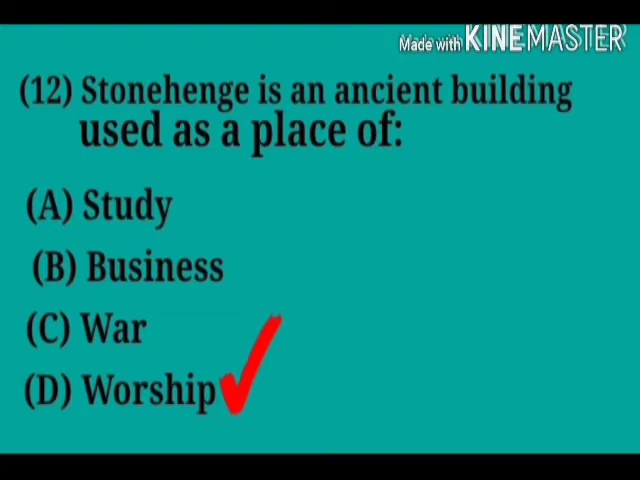 Made with KINEMASTER
(12) Stonehenge is an ancient building
used as a place of:
(A) Study
(B) Business
(C) War
(D) Worship